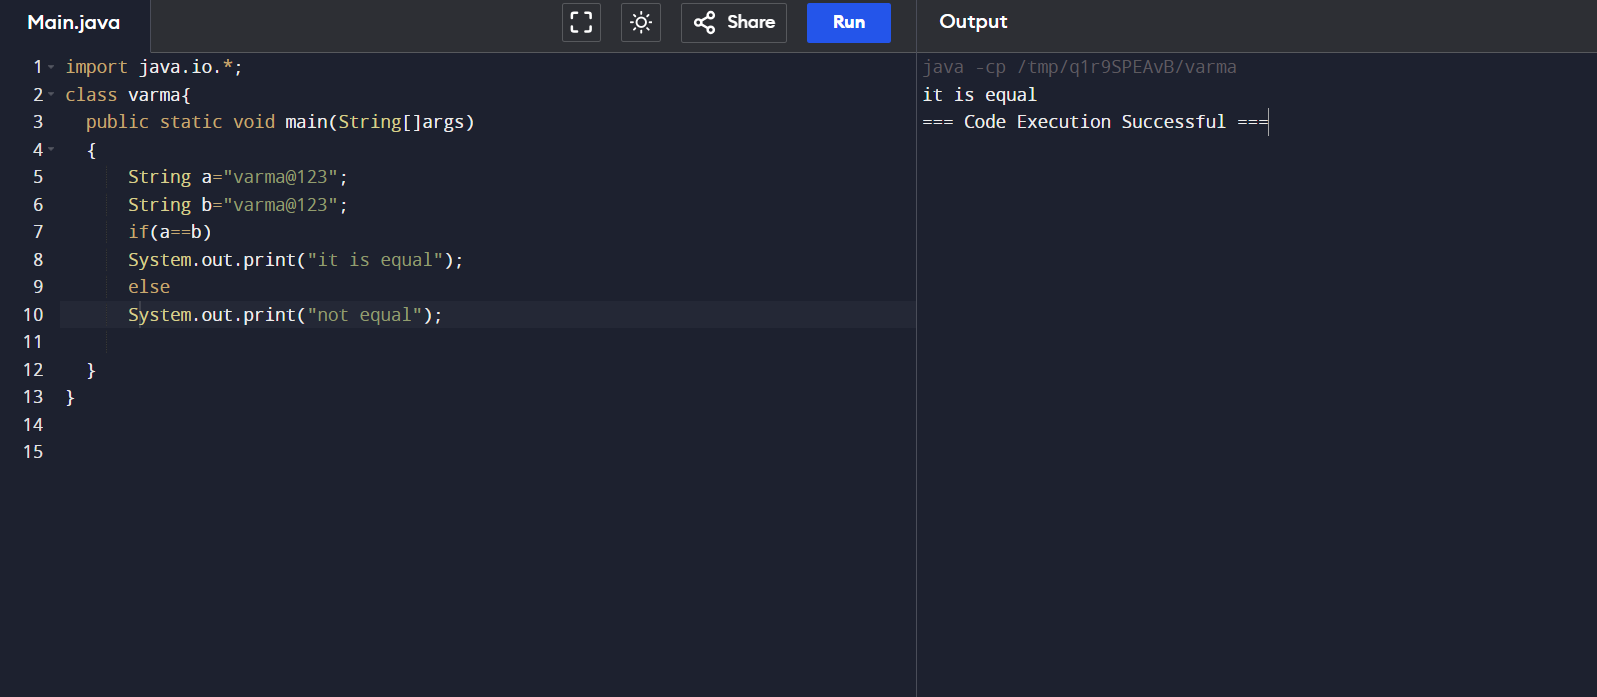 Main.java
Share
Run
Output
1 import java.io.*;
2 class varma{
3 public static void main(String[]args)
4 {
5 String a="varma@123";
6 String b="varma@123";
7 if(a==b)
8 System.out.print("it is equal");
9 else
10 System.out.print("not equal");
11
12 }
13 }
14
15
java -cp /tmp/q1r9SPEAvB/varma
it is equal
=== Code Execution Successful ===